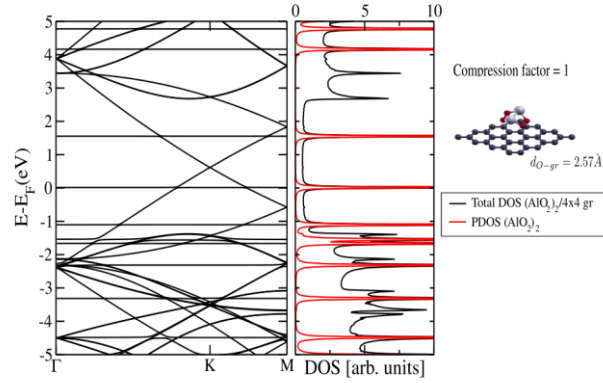 0 5 10
5
4
3
2
1
0
-1
-2
-3
-4
-5
E-E_F(eV)
Γ K M
DOS [arb. units]
Compression factor = 1
d_{O-gr} = 2.57Å
Total DOS (AlO₂)₂/4x4 gr
PDOS (AlO₂)₂